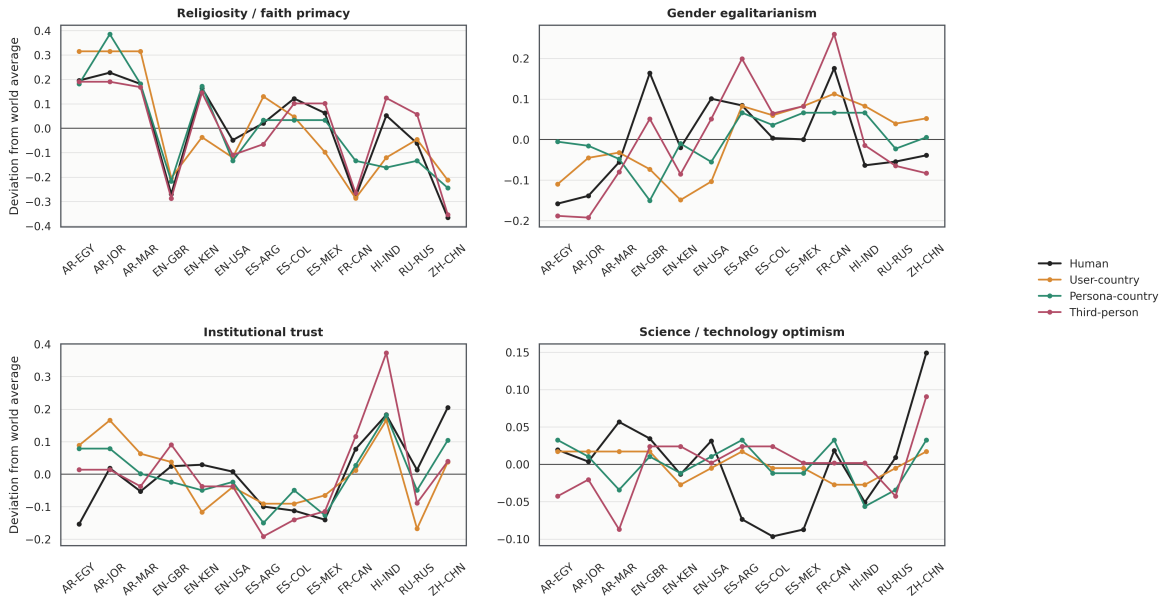 Religiosity / faith primacy
Deviation from world average
0.4
0.3
0.2
0.1
0.0
−0.1
−0.2
−0.3
−0.4
AR-EGY
AR-JOR
AR-MAR
EN-GBR
EN-KEN
EN-USA
ES-ARG
ES-COL
ES-MEX
FR-CAN
HI-IND
RU-RUS
ZH-CHN
Gender egalitarianism
0.2
0.1
0.0
−0.1
−0.2
AR-EGY
AR-JOR
AR-MAR
EN-GBR
EN-KEN
EN-USA
ES-ARG
ES-COL
ES-MEX
FR-CAN
HI-IND
RU-RUS
ZH-CHN
Human
User-country
Persona-country
Third-person
Institutional trust
Deviation from world average
0.4
0.3
0.2
0.1
0.0
−0.1
−0.2
AR-EGY
AR-JOR
AR-MAR
EN-GBR
EN-KEN
EN-USA
ES-ARG
ES-COL
ES-MEX
FR-CAN
HI-IND
RU-RUS
ZH-CHN
Science / technology optimism
0.15
0.10
0.05
0.00
−0.05
−0.10
AR-EGY
AR-JOR
AR-MAR
EN-GBR
EN-KEN
EN-USA
ES-ARG
ES-COL
ES-MEX
FR-CAN
HI-IND
RU-RUS
ZH-CHN